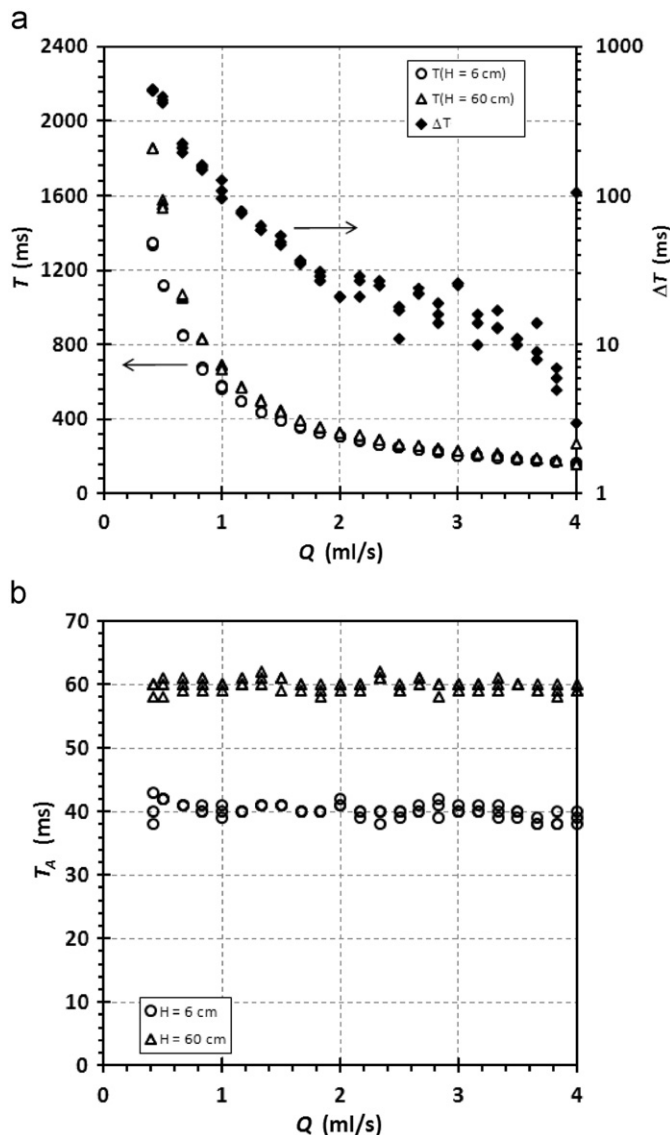 a
2400
2000
1600
1200
800
400
0
T (ms)
1000
100
10
1
ΔT (ms)
T(H = 6 cm)
T(H = 60 cm)
ΔT
0 1 2 3 4
Q (ml/s)
b
70
60
50
40
30
20
10
0
T_A (ms)
H = 6 cm
H = 60 cm
0 1 2 3 4
Q (ml/s)